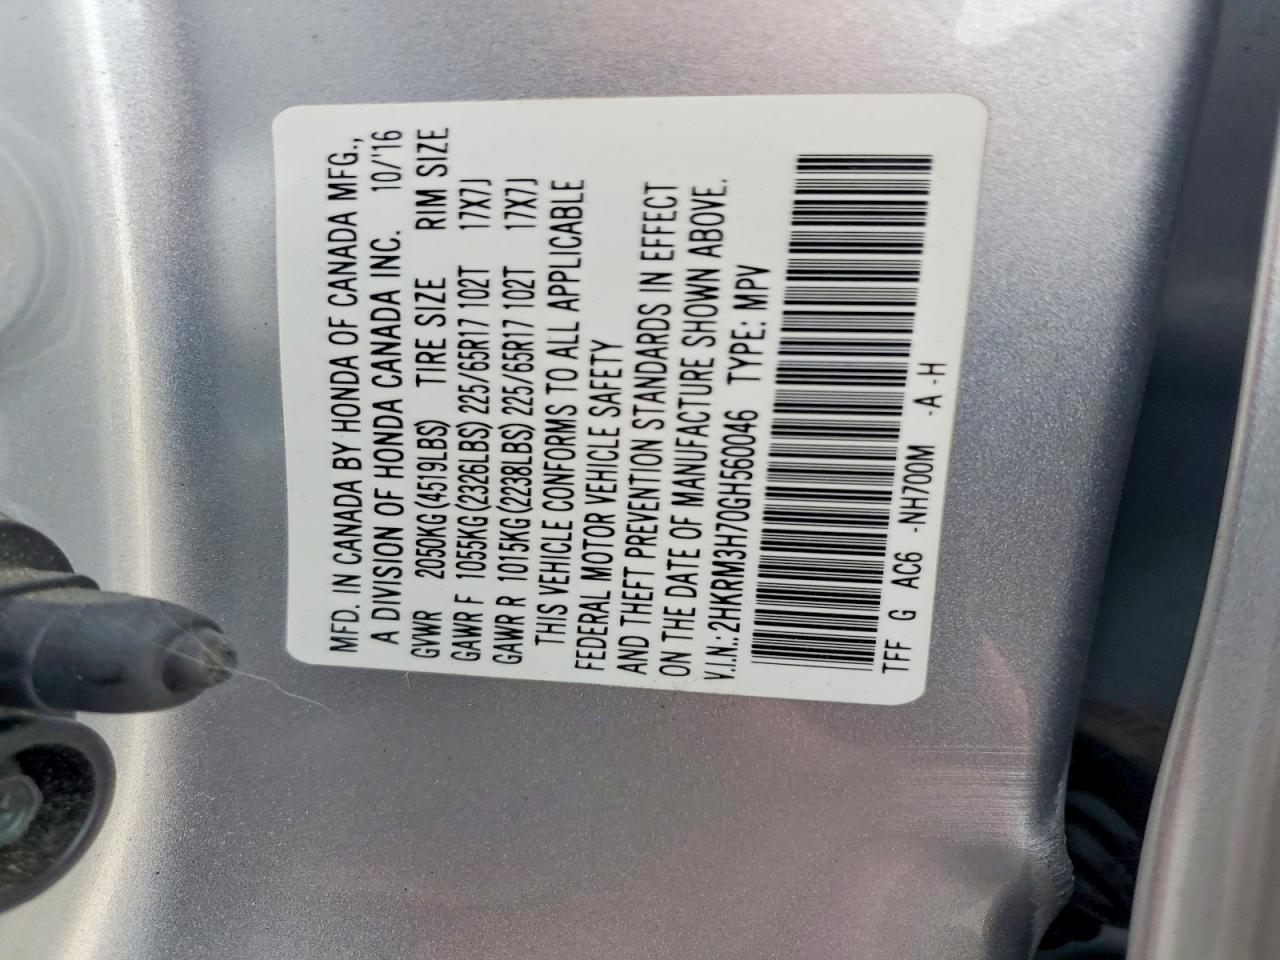 MFD. IN CANADA BY HONDA OF CANADA MFG.,
A DIVISION OF HONDA CANADA INC. 10/'16
GVWR 2050KG(4519LBS) TIRE SIZE RIM SIZE
GAWR F 1055KG(2326LBS) 225/65R17 102T 17X7J
GAWR R 1015KG(2238LBS) 225/65R17 102T 17X7J
THIS VEHICLE CONFORMS TO ALL APPLICABLE
FEDERAL MOTOR VEHICLE SAFETY
AND THEFT PREVENTION STANDARDS IN EFFECT
ON THE DATE OF MANUFACTURE SHOWN ABOVE.
V.I.N.: 2HKRM3H70GH560046 TYPE: MPV
TFF G AC6 -NH700M -A -H